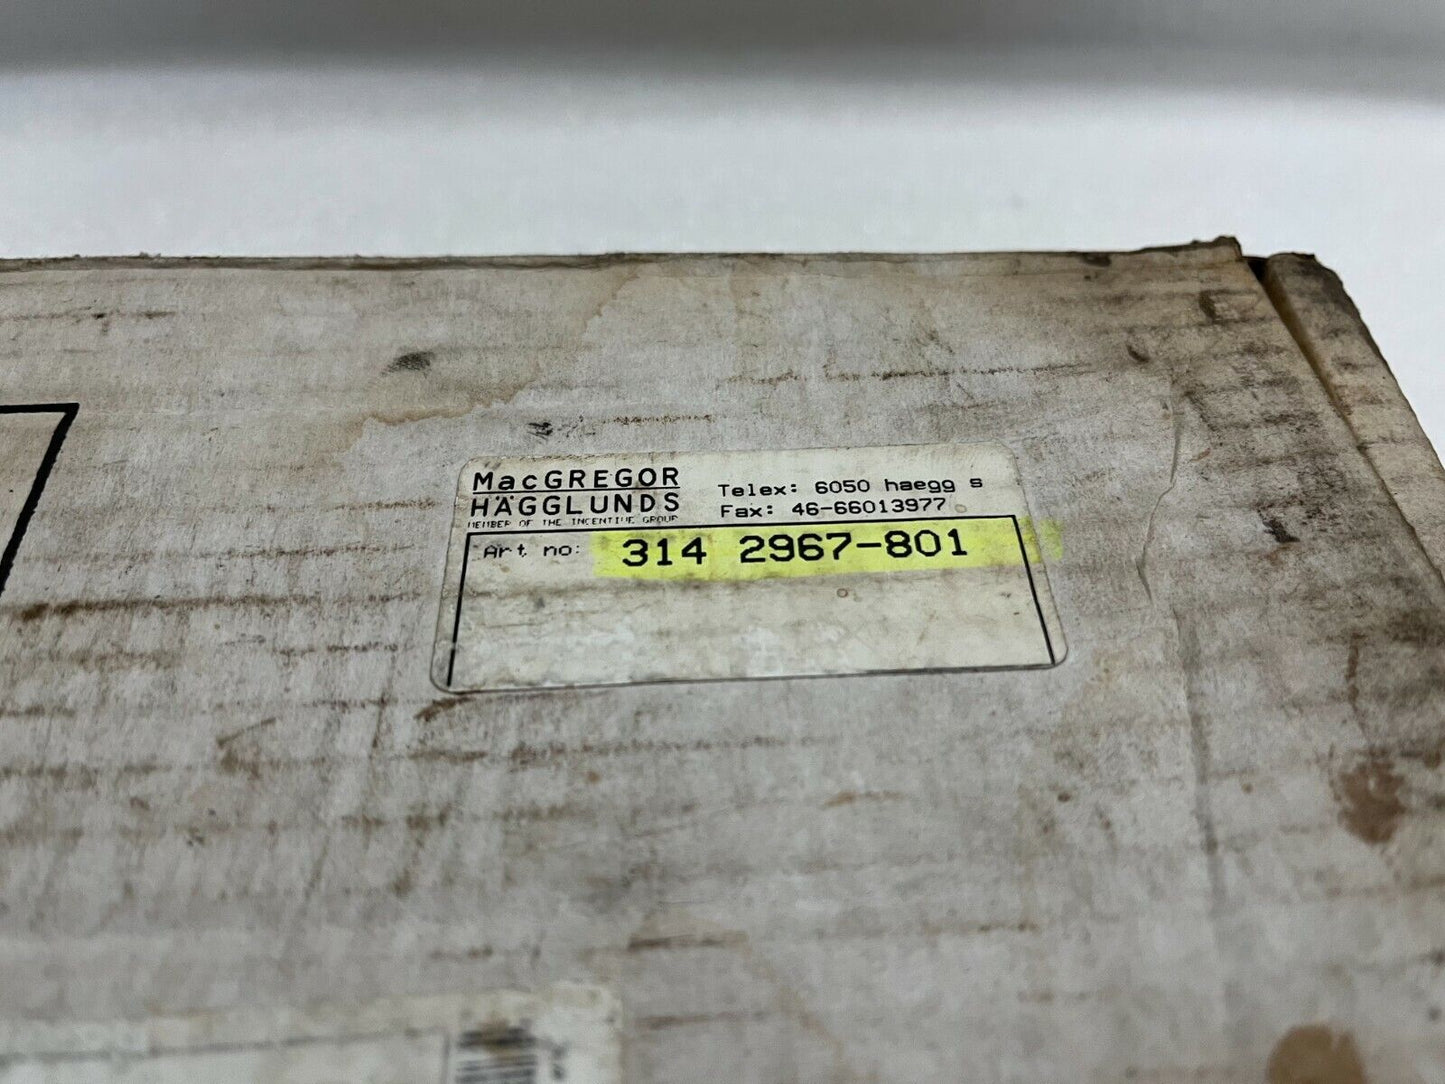 MacGREGOR
HÄGGLUNDS
MEMBER OF THE INCENTIVE GROUP
Telex: 6050 haegg s
Fax: 46-66013977
Art no: 314 2967-801